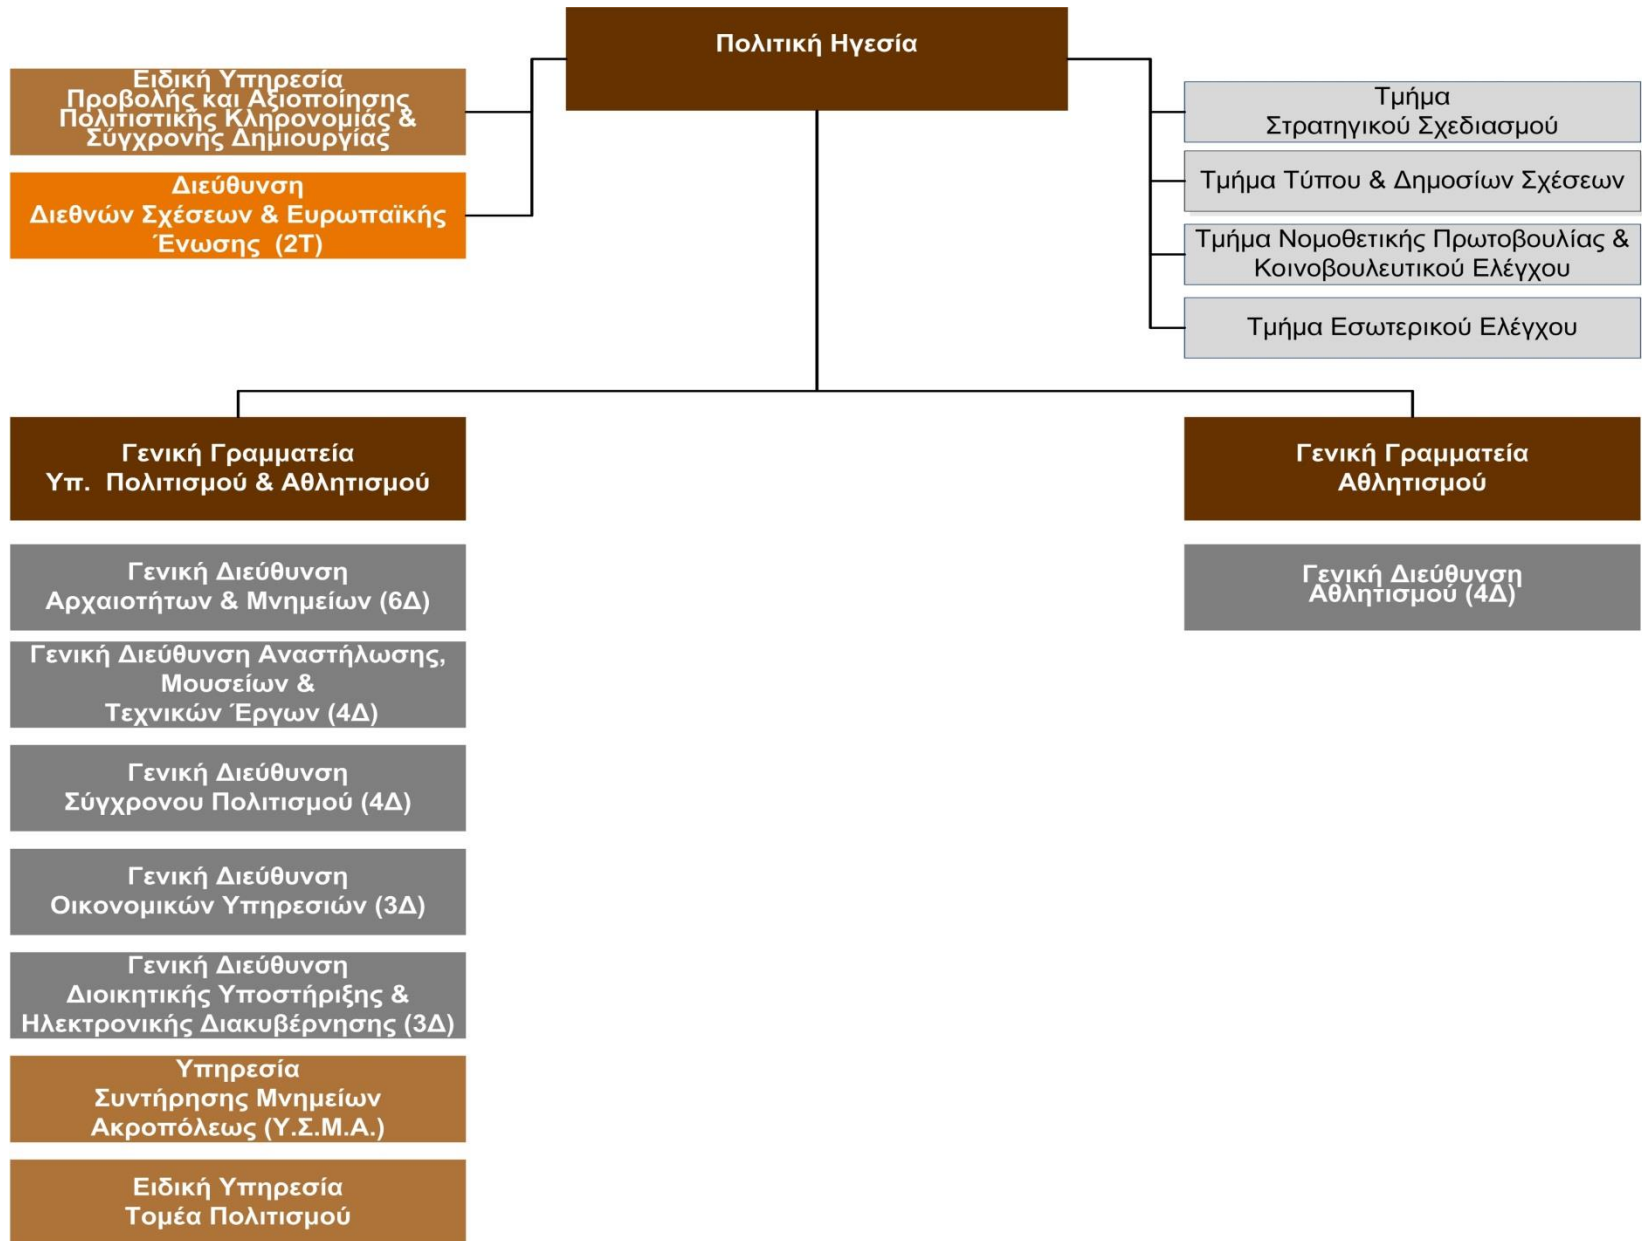 Πολιτική Ηγεσία
Ειδική Υπηρεσία
Προβολής και Αξιοποίησης
Πολιτιστικής Κληρονομιάς &
Σύγχρονης Δημιουργίας
Διεύθυνση
Διεθνών Σχέσεων & Ευρωπαϊκής
Ένωσης (2Τ)
Τμήμα
Στρατηγικού Σχεδιασμού
Τμήμα Τύπου & Δημοσίων Σχέσεων
Τμήμα Νομοθετικής Πρωτοβουλίας &
Κοινοβουλευτικού Ελέγχου
Τμήμα Εσωτερικού Ελέγχου
Γενική Γραμματεία
Υπ. Πολιτισμού & Αθλητισμού
Γενική Διεύθυνση
Αρχαιοτήτων & Μνημείων (6Δ)
Γενική Διεύθυνση Αναστήλωσης,
Μουσείων &
Τεχνικών Έργων (4Δ)
Γενική Διεύθυνση
Σύγχρονου Πολιτισμού (4Δ)
Γενική Διεύθυνση
Οικονομικών Υπηρεσιών (3Δ)
Γενική Διεύθυνση
Διοικητικής Υποστήριξης &
Ηλεκτρονικής Διακυβέρνησης (3Δ)
Υπηρεσία
Συντήρησης Μνημείων
Ακροπόλεως (Υ.Σ.Μ.Α.)
Ειδική Υπηρεσία
Τομέα Πολιτισμού
Γενική Γραμματεία
Αθλητισμού
Γενική Διεύθυνση
Αθλητισμού (4Δ)